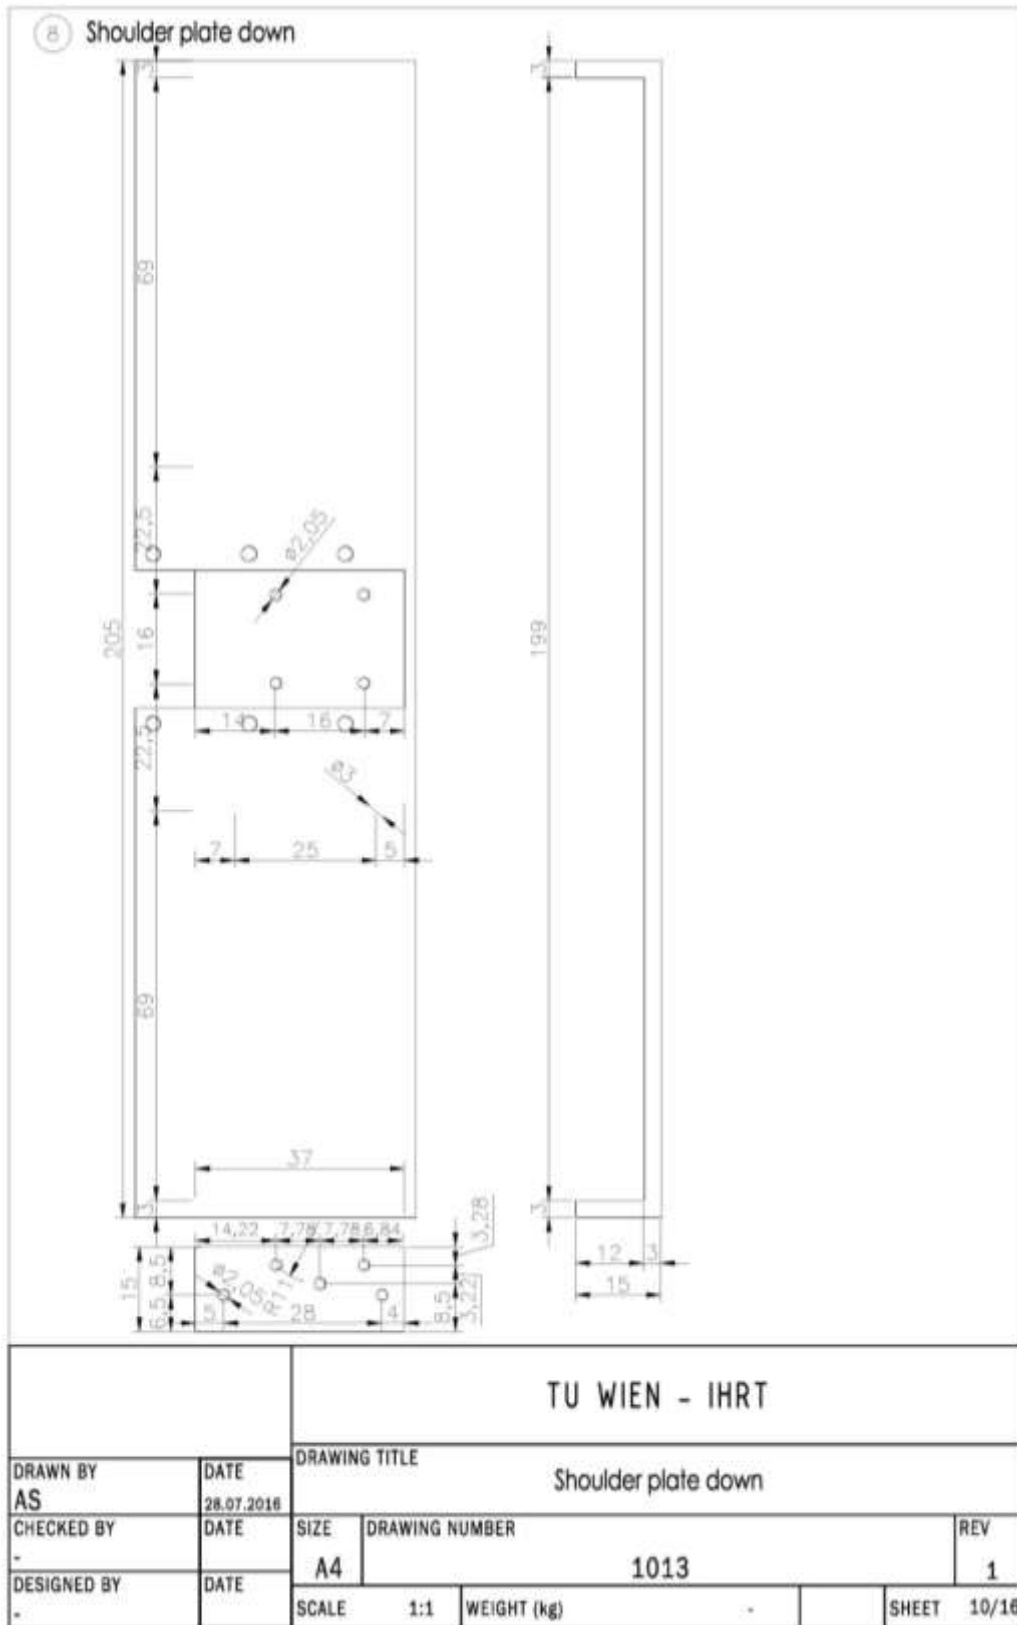 8 Shoulder plate down
3
69
22,5
ø2,05
205
16
14 16 7
22,5
ø3
7 25 5
69
37
3
3
199
3
12 3
15
14,22 7,78 7,78 6,84
3,28
15
8,5
6,5
ø2,05
R11
5 28 4
8,5
3,22
TU WIEN - IHRT
DRAWING TITLE
Shoulder plate down
DRAWN BY DATE
AS 28.07.2016
CHECKED BY DATE
-
SIZE DRAWING NUMBER REV
A4 1013 1
DESIGNED BY DATE
-
SCALE 1:1 WEIGHT (kg) - SHEET 10/16